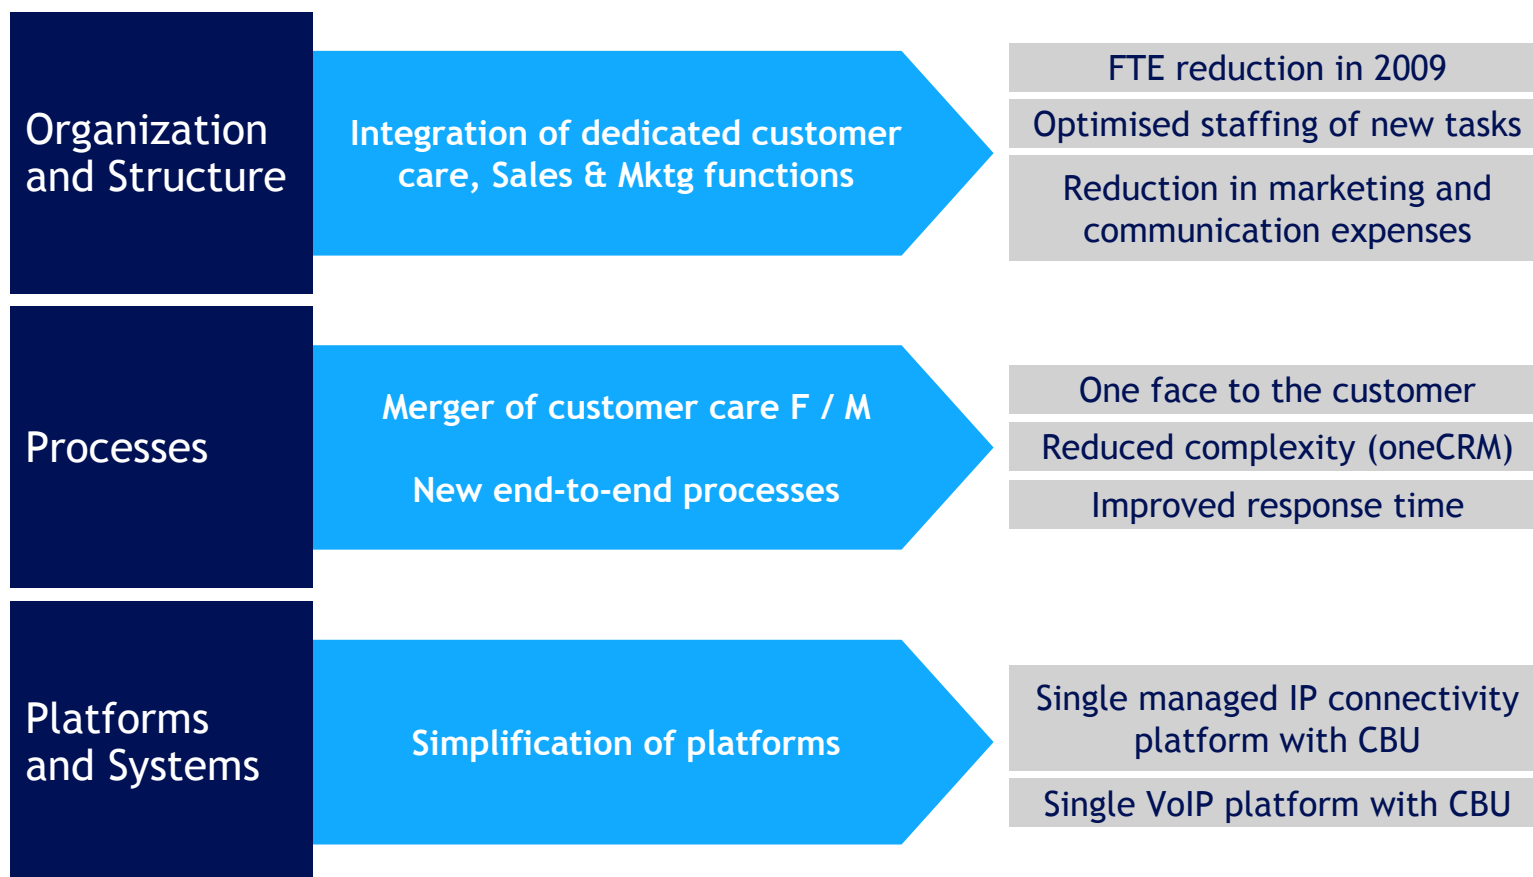 Organization
and Structure
Integration of dedicated customer
care, Sales & Mktg functions
FTE reduction in 2009
Optimised staffing of new tasks
Reduction in marketing and
communication expenses
Processes
Merger of customer care F / M
New end-to-end processes
One face to the customer
Reduced complexity (oneCRM)
Improved response time
Platforms
and Systems
Simplification of platforms
Single managed IP connectivity
platform with CBU
Single VoIP platform with CBU